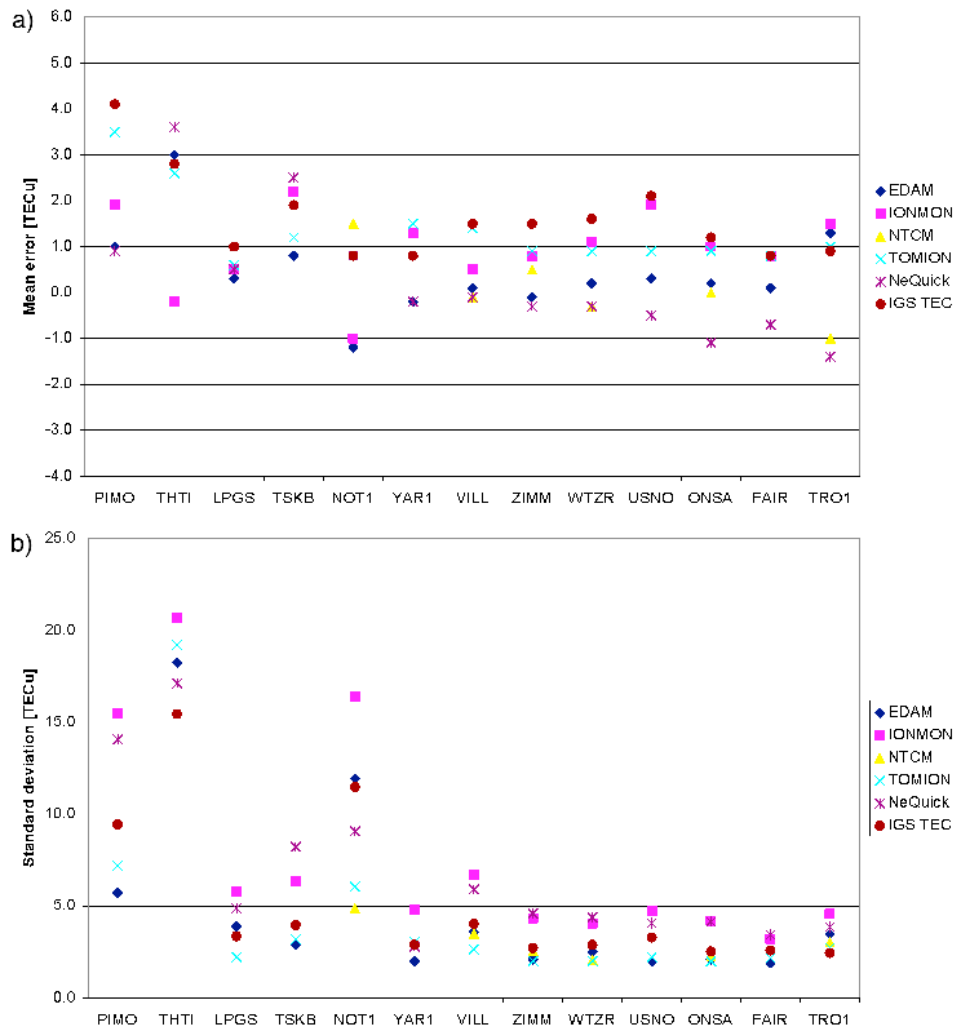 a)
6.0
5.0
4.0
3.0
2.0
1.0
0.0
-1.0
-2.0
-3.0
-4.0
Mean error [TECu]
PIMO THTI LPGS TSKB NOT1 YAR1 VILL ZIMM WTZR USNO ONSA FAIR TRO1
EDAM
IONMON
NTCM
TOMION
NeQuick
IGS TEC
b)
25.0
20.0
15.0
10.0
5.0
0.0
Standard deviation [TECu]
PIMO THTI LPGS TSKB NOT1 YAR1 VILL ZIMM WTZR USNO ONSA FAIR TRO1
EDAM
IONMON
NTCM
TOMION
NeQuick
IGS TEC